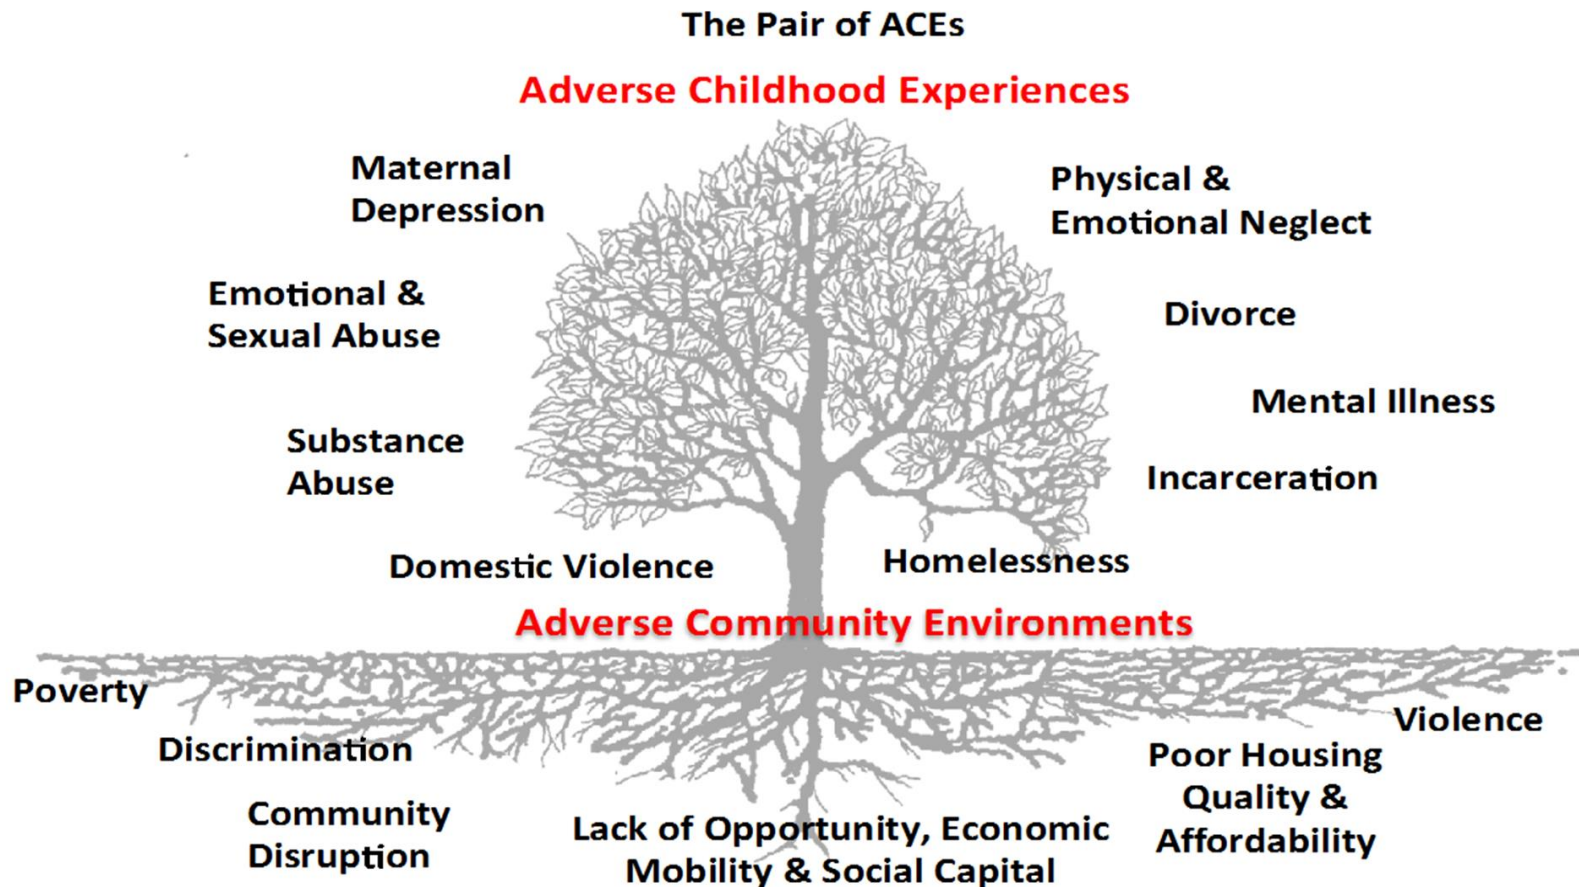 The Pair of ACEs
Adverse Childhood Experiences
Maternal
Depression
Physical &
Emotional Neglect
Emotional &
Sexual Abuse
Divorce
Mental Illness
Substance
Abuse
Incarceration
Domestic Violence
Homelessness
Adverse Community Environments
Poverty
Violence
Discrimination
Poor Housing
Quality &
Affordability
Community
Disruption
Lack of Opportunity, Economic
Mobility & Social Capital